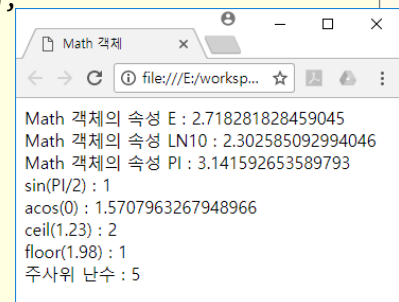 Math 객체
file:///E:/worksp...
Math 객체의 속성 E : 2.718281828459045
Math 객체의 속성 LN10 : 2.302585092994046
Math 객체의 속성 PI : 3.141592653589793
sin(PI/2) : 1
acos(0) : 1.5707963267948966
ceil(1.23) : 2
floor(1.98) : 1
주사위 난수 : 5